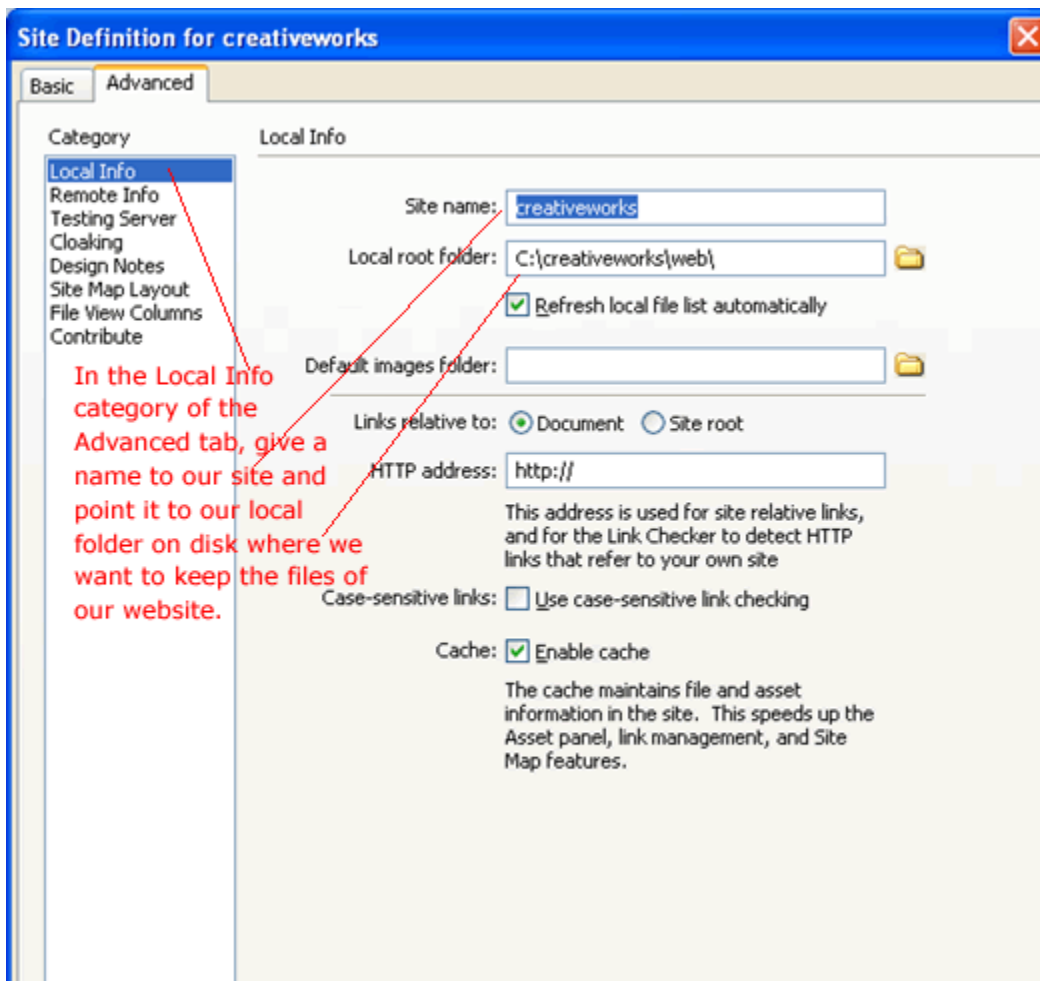 Site Definition for creativeworks
Basic
Advanced
Category
Local Info
Remote Info
Testing Server
Cloaking
Design Notes
Site Map Layout
File View Columns
Contribute
In the Local Info
category of the
Advanced tab, give a
name to our site and
point it to our local
folder on disk where we
want to keep the files of
our website.
Local Info
Site name: creativeworks
Local root folder: C:\creativeworks\web\
Refresh local file list automatically
Default images folder:
Links relative to: Document Site root
HTTP address: http://
This address is used for site relative links,
and for the Link Checker to detect HTTP
links that refer to your own site
Case-sensitive links: Use case-sensitive link checking
Cache: Enable cache
The cache maintains file and asset
information in the site. This speeds up the
Asset panel, link management, and Site
Map features.